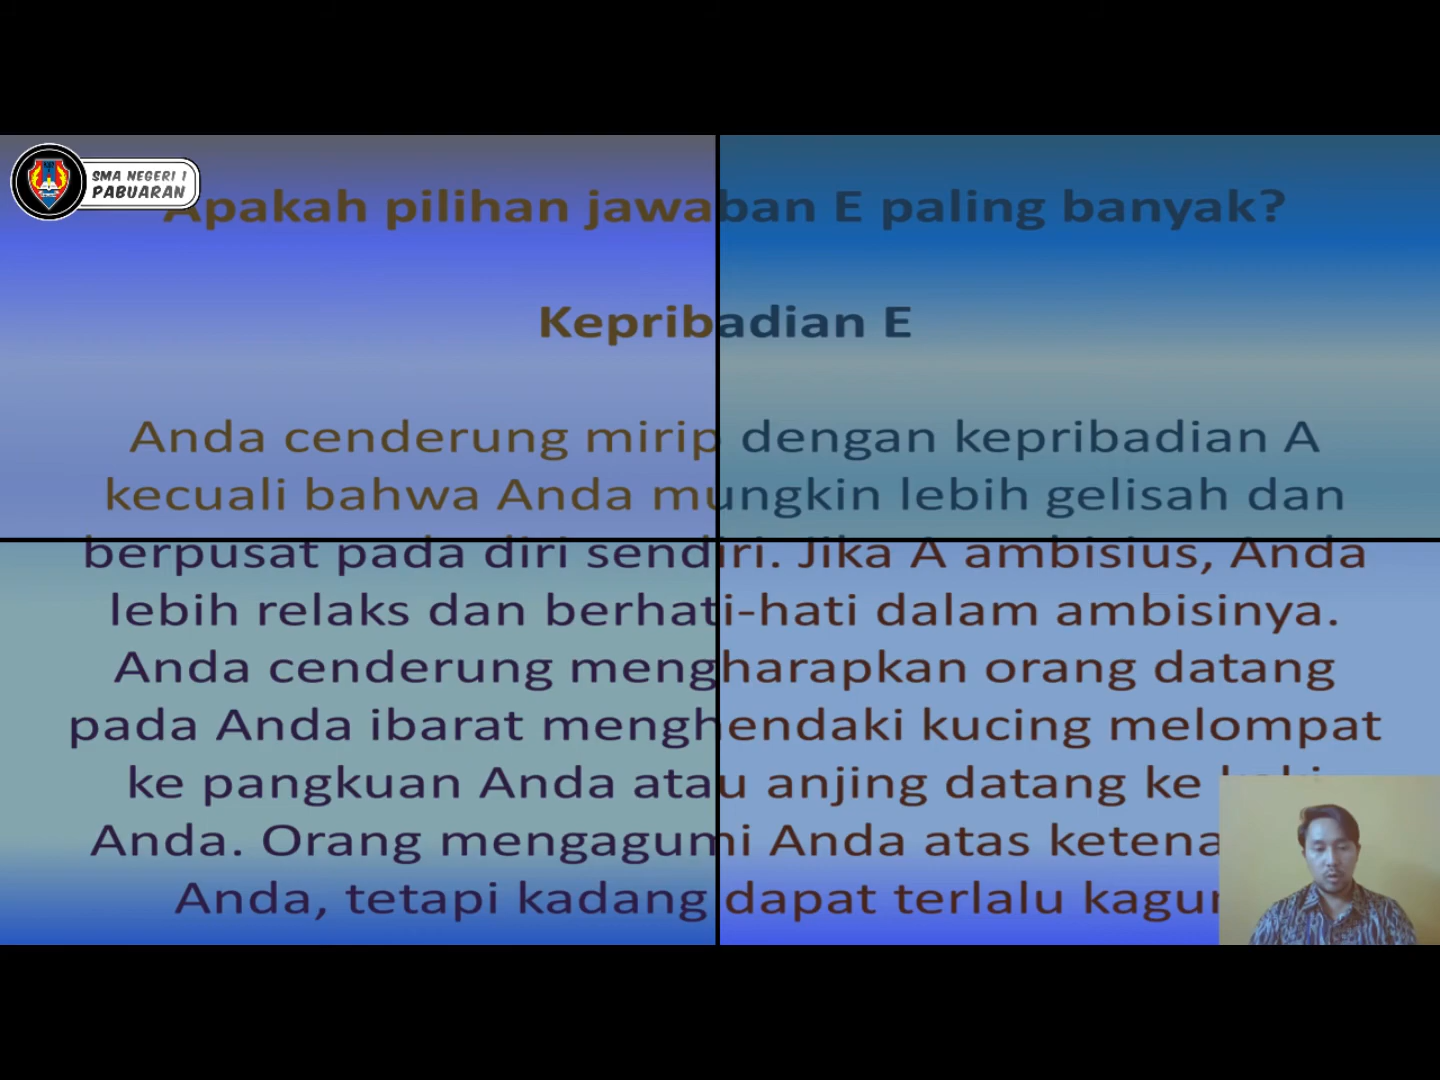 SMA NEGERI 1
PABUARAN
Apakah pilihan jawaban E paling banyak?
Kepribadian E
Anda cenderung mirip dengan kepribadian A
kecuali bahwa Anda mungkin lebih gelisah dan
berpusat pada diri sendiri. Jika A ambisius, Anda
lebih relaks dan berhati-hati dalam ambisinya.
Anda cenderung mengharapkan orang datang
pada Anda ibarat menghendaki kucing melompat
ke pangkuan Anda atau anjing datang ke
Anda. Orang mengagumi Anda atas
Anda, tetapi kadang dapat terlalu